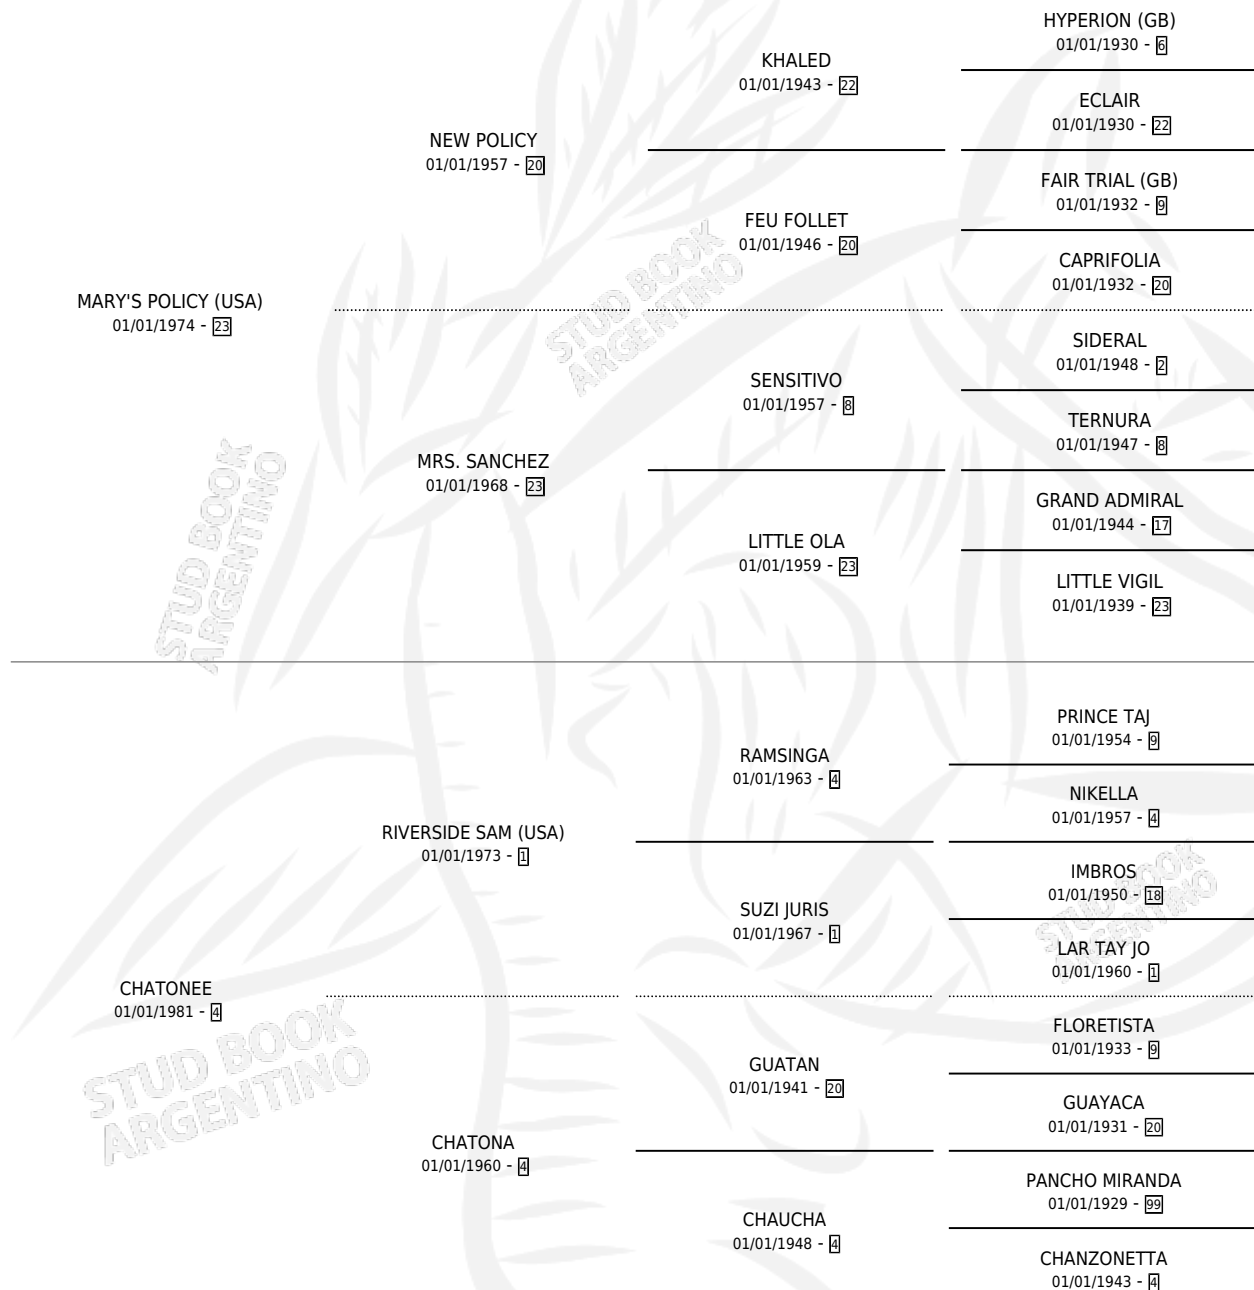 HYPERION (GB)
01/01/1930 - 6
KHALED
01/01/1943 - 22
ECLAIR
01/01/1930 - 22
NEW POLICY
01/01/1957 - 20
FAIR TRIAL (GB)
01/01/1932 - 9
FEU FOLLET
01/01/1946 - 20
CAPRIFOLIA
01/01/1932 - 20
MARY'S POLICY (USA)
01/01/1974 - 23
SIDERAL
01/01/1948 - 2
SENSITIVO
01/01/1957 - 8
TERNURA
01/01/1947 - 8
MRS. SANCHEZ
01/01/1968 - 23
GRAND ADMIRAL
01/01/1944 - 17
LITTLE OLA
01/01/1959 - 23
LITTLE VIGIL
01/01/1939 - 23
PRINCE TAJ
01/01/1954 - 9
RAMSINGA
01/01/1963 - 4
NIKELLA
01/01/1957 - 4
RIVERSIDE SAM (USA)
01/01/1973 - 1
IMBROS
01/01/1950 - 18
SUZI JURIS
01/01/1967 - 1
LAR TAY JO
01/01/1960 - 1
CHATONEE
01/01/1981 - 4
FLORETISTA
01/01/1933 - 9
GUATAN
01/01/1941 - 20
GUAYACA
01/01/1931 - 20
CHATONA
01/01/1960 - 4
PANCHO MIRANDA
01/01/1929 - 99
CHAUCHA
01/01/1948 - 4
CHANZONETTA
01/01/1943 - 4
STUD BOOK
ARGENTINO
STUD BOOK
ARGENTINO
STUD BOOK
ARGENTINO
STUD BOOK
ARGENTINO